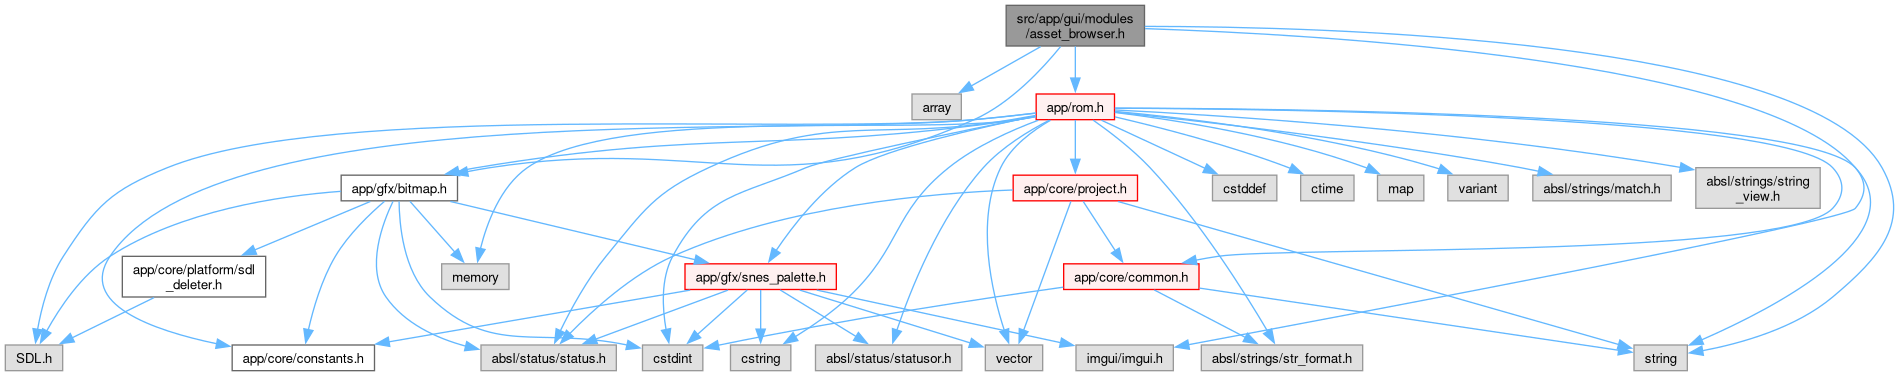 src/app/gui/modules
/asset_browser.h
array
app/rom.h
app/gfx/bitmap.h
app/core/project.h
cstddef
ctime
map
variant
absl/strings/match.h
absl/strings/string
_view.h
app/core/platform/sdl
_deleter.h
memory
app/gfx/snes_palette.h
app/core/common.h
SDL.h
app/core/constants.h
absl/status/status.h
cstdint
cstring
absl/status/statusor.h
vector
imgui/imgui.h
absl/strings/str_format.h
string